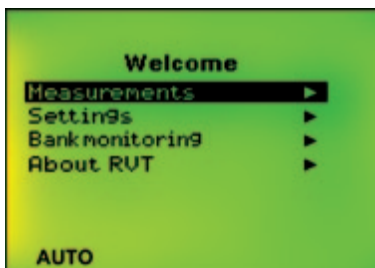 Welcome
Measurements
Settings
Bank monitoring
About RVT
AUTO